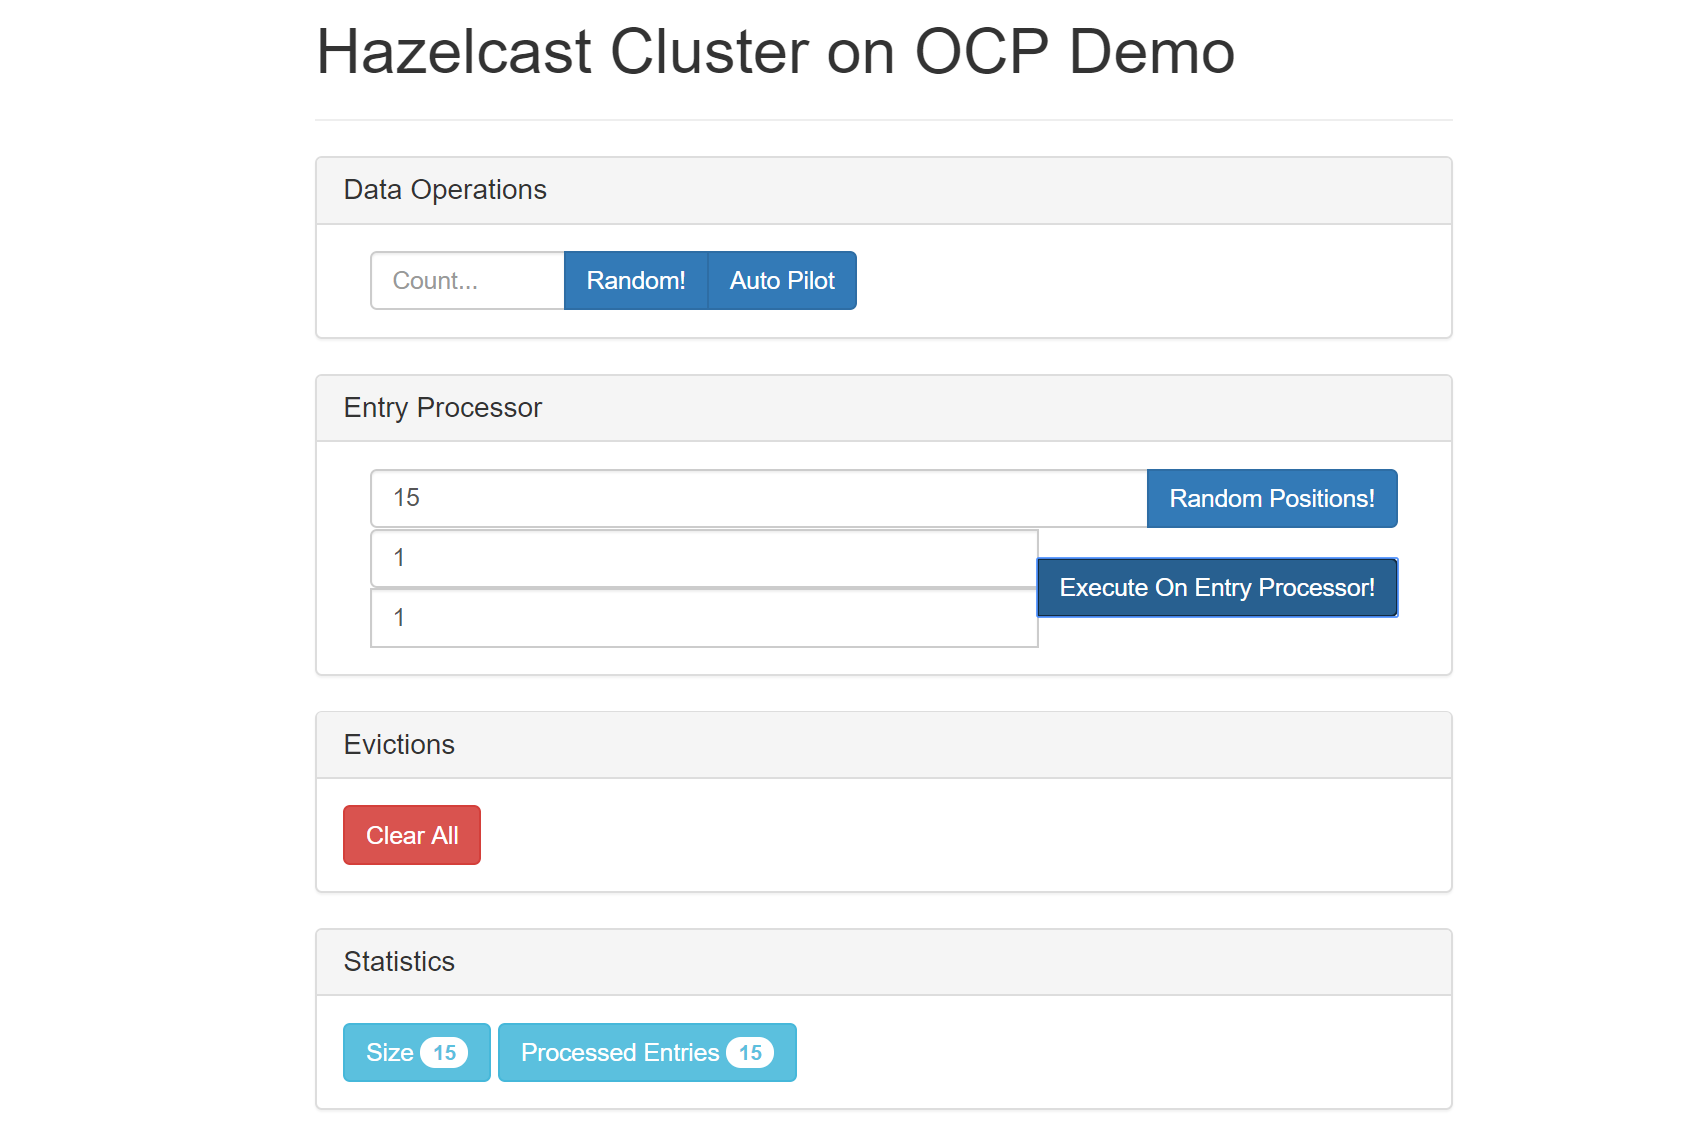 Hazelcast Cluster on OCP Demo
Data Operations
Count... Random! Auto Pilot
Entry Processor
15 Random Positions!
1
Execute On Entry Processor!
1
Evictions
Clear All
Statistics
Size 15 Processed Entries 15